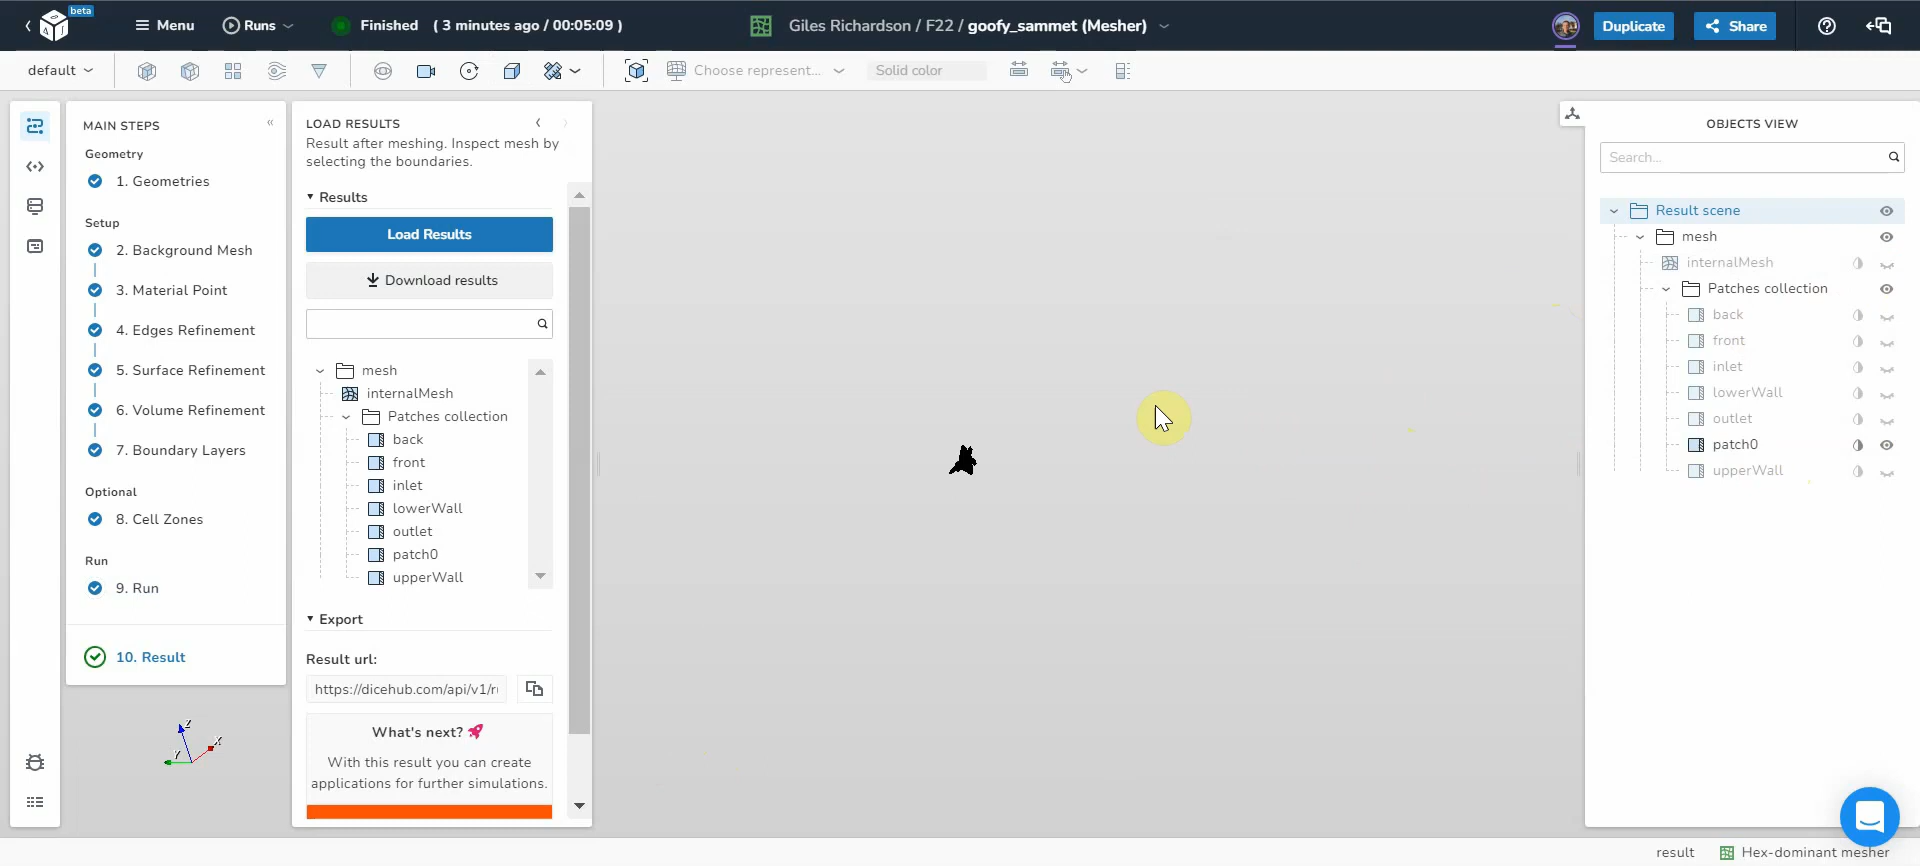 beta
Menu
Runs
Finished ( 3 minutes ago / 00:05:09 )
Giles Richardson / F22 / goofy_sammet (Mesher)
Duplicate
Share
default
Choose represent...
Solid color
MAIN STEPS
Geometry
1. Geometries
Setup
2. Background Mesh
3. Material Point
4. Edges Refinement
5. Surface Refinement
6. Volume Refinement
7. Boundary Layers
Optional
8. Cell Zones
Run
9. Run
10. Result
LOAD RESULTS
Result after meshing. Inspect mesh by
selecting the boundaries.
Results
Load Results
Download results
mesh
internalMesh
Patches collection
back
front
inlet
lowerWall
outlet
patch0
upperWall
Export
Result url:
https://dicehub.com/api/v1/r
What's next? 🚀
With this result you can create
applications for further simulations.
Z
X
Y
OBJECTS VIEW
Search...
Result scene
mesh
internalMesh
Patches collection
back
front
inlet
lowerWall
outlet
patch0
upperWall
result
Hex-dominant mesher